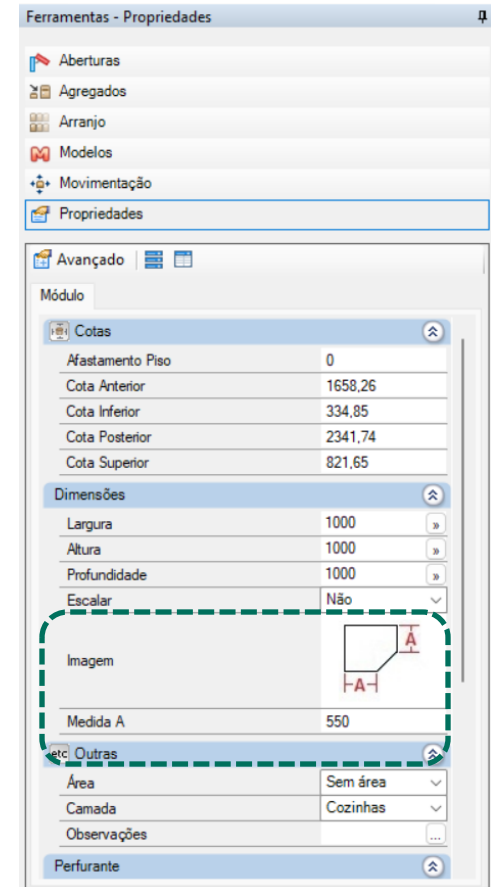 Ferramentas - Propriedades
Aberturas
Agregados
Arranjo
Modelos
Movimentação
Propriedades
Avançado
Módulo
Cotas
Afastamento Piso 0
Cota Anterior 1658,26
Cota Inferior 334,85
Cota Posterior 2341,74
Cota Superior 821,65
Dimensões
Largura 1000 »
Altura 1000 »
Profundidade 1000 »
Escalar Não
A
Imagem
A
Medida A 550
etc Outras
Área Sem área
Camada Cozinhas
Observações ...
Perfurante